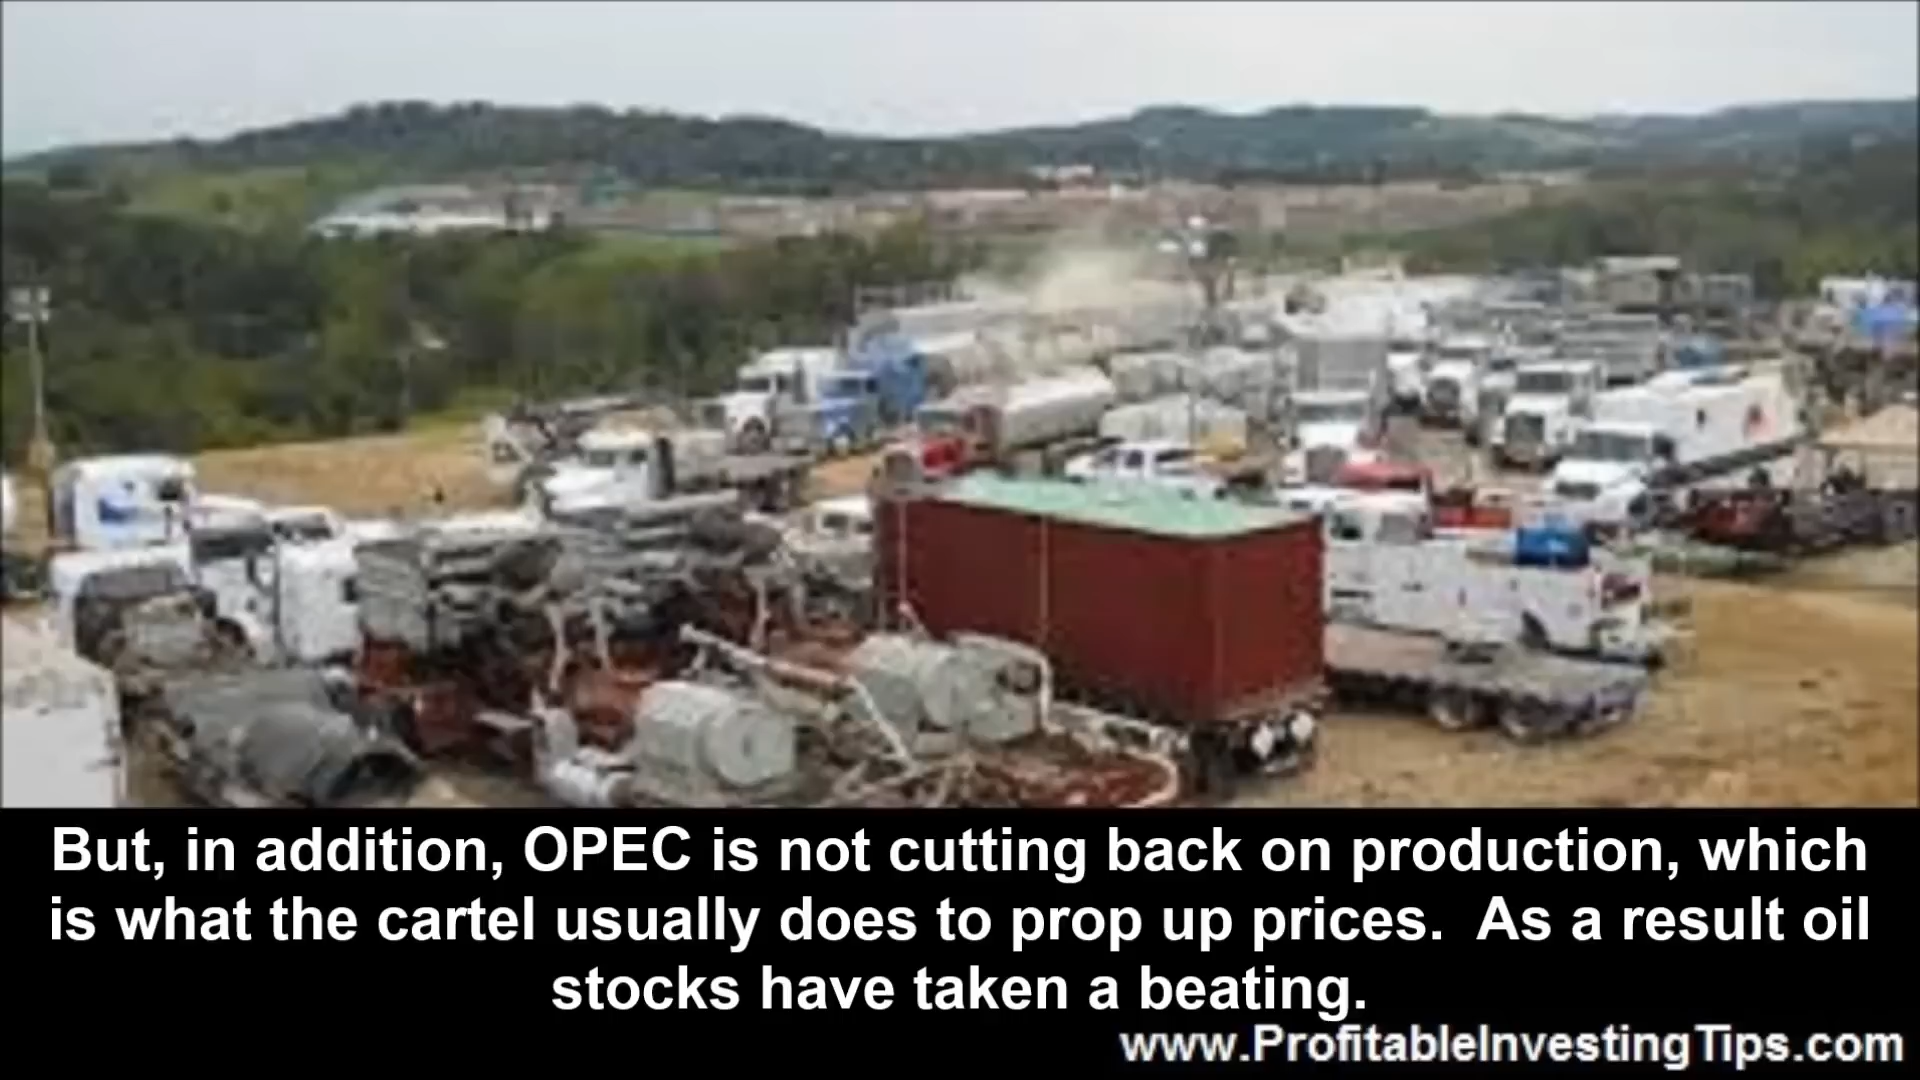 But, in addition, OPEC is not cutting back on production, which
is what the cartel usually does to prop up prices.  As a result oil
stocks have taken a beating.
www.ProfitableInvestingTips.com